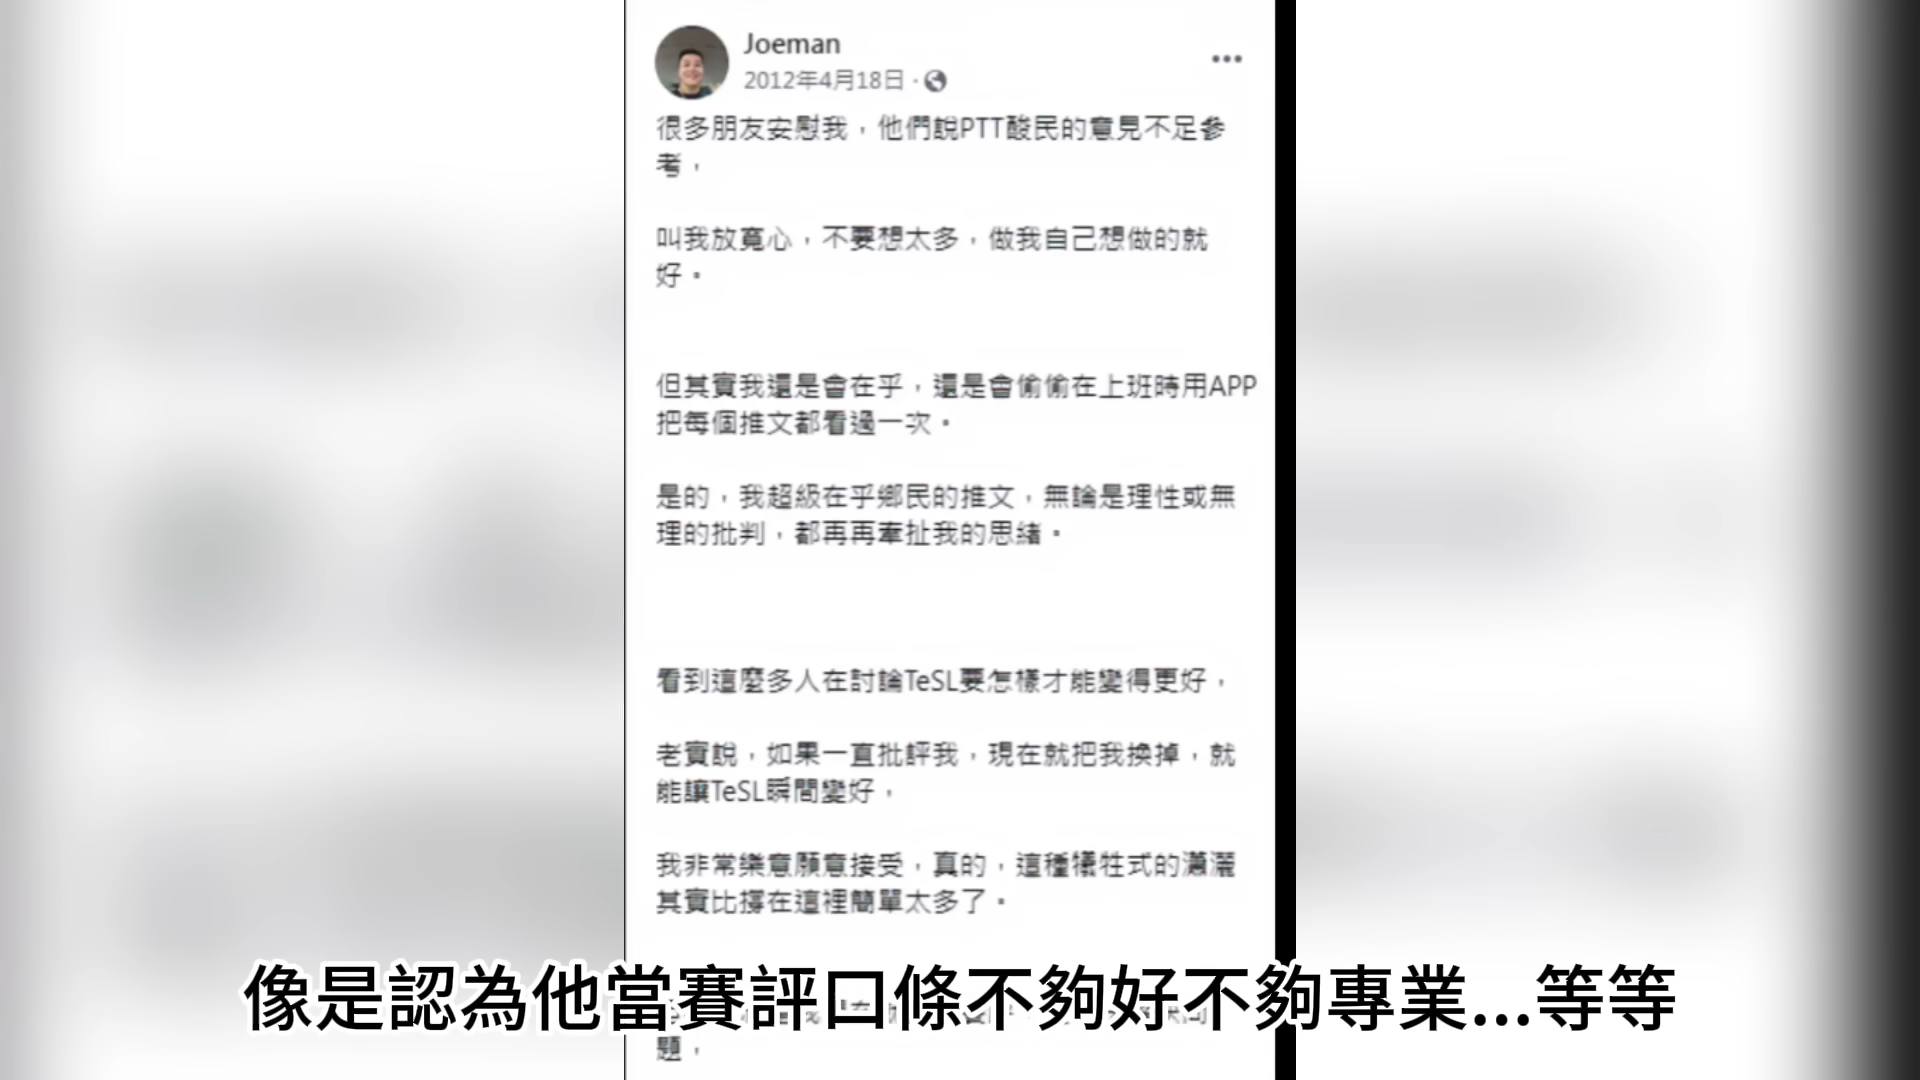 Joeman
2012年4月18日 ·
很多朋友安慰我，他們說PTT酸民的意見不足參
考，
叫我放寬心，不要想太多，做我自己想做的就
好。
但其實我還是會在乎，還是會偷偷在上班時用APP
把每個推文都看過一次。
是的，我超級在乎鄉民的推文，無論是理性或無
理的批判，都再再牽扯我的思緒。
看到這麼多人在討論TeSL要怎樣才能變得更好，
老實說，如果一直批評我，現在就把我換掉，就
能讓TeSL瞬間變好，
我非常樂意願意接受，真的，這種犧牲式的瀟灑
其實比撐在這裡簡單太多了。
題，
像是認為他當賽評口條不夠好不夠專業...等等